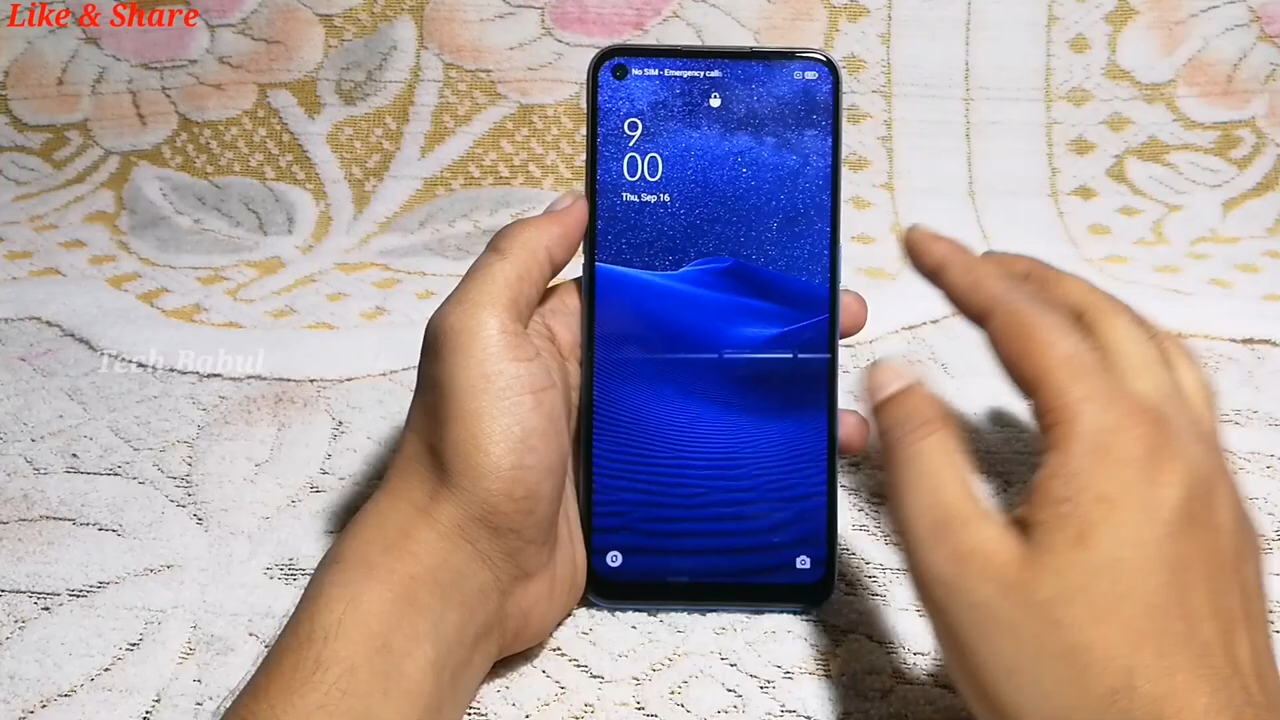 Like & Share
No SIM - Emergency calls
9
00
Thu, Sep 16
Tech Babul